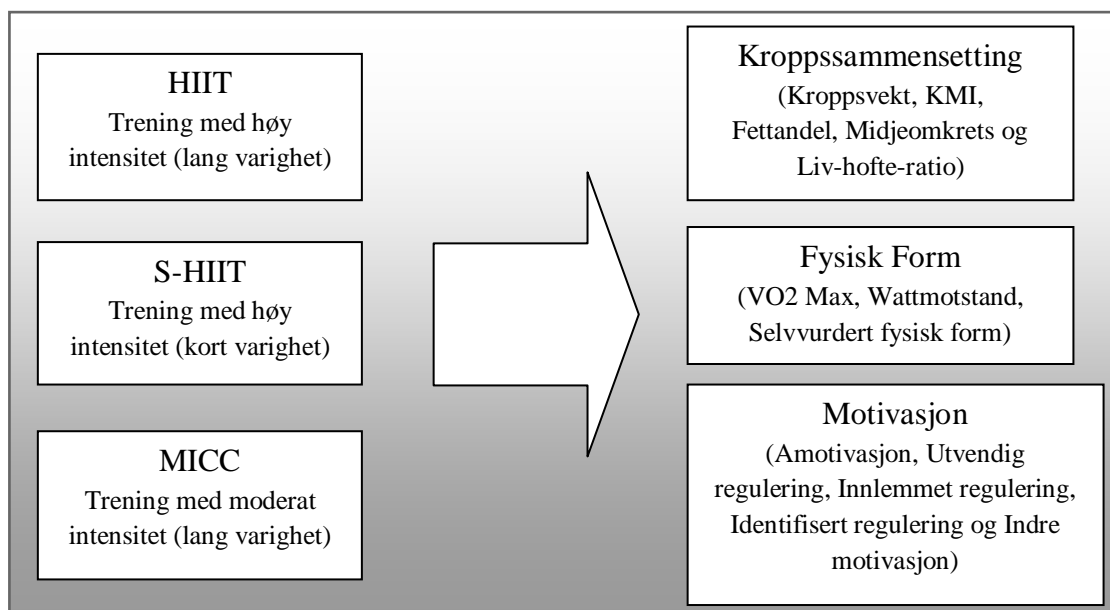 HIIT
Trening med høy
intensitet (lang varighet)
S-HIIT
Trening med høy
intensitet (kort varighet)
MICC
Trening med moderat
intensitet (lang varighet)
Kroppssammensetting
(Kroppsvekt, KMI,
Fettandel, Midjeomkrets og
Liv-hofte-ratio)
Fysisk Form
(VO2 Max, Wattmotstand,
Selvvurdert fysisk form)
Motivasjon
(Amotivasjon, Utvendig
regulering, Innlemmet regulering,
Identifisert regulering og Indre
motivasjon)